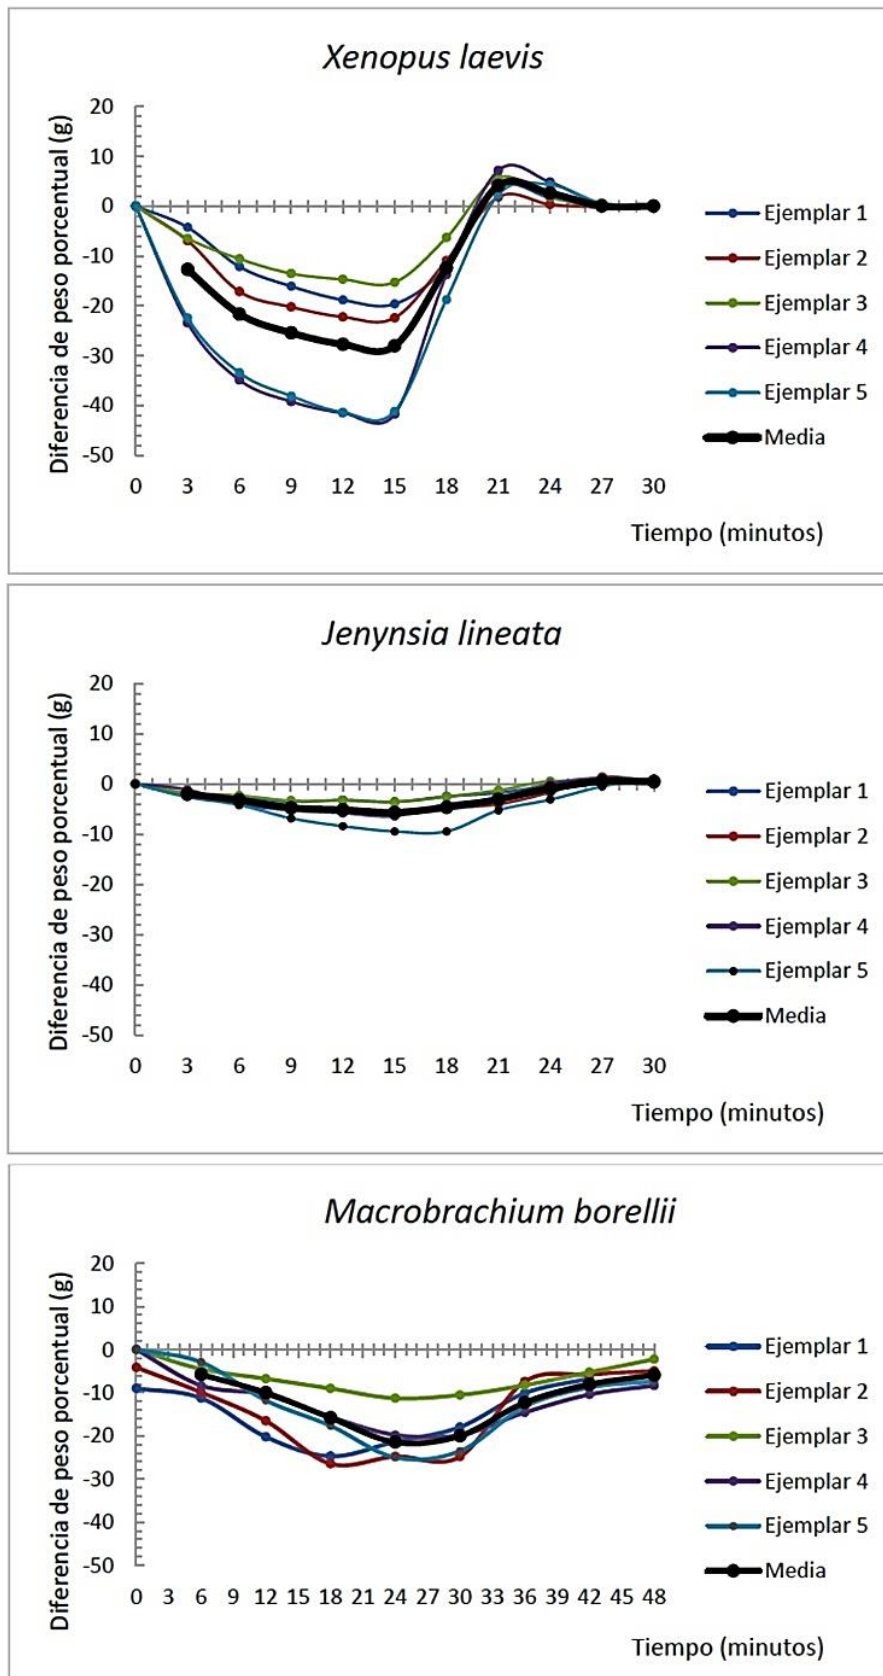 Xenopus laevis
Diferencia de peso porcentual (g)
20
10
0
-10
-20
-30
-40
-50
0 3 6 9 12 15 18 21 24 27 30
Tiempo (minutos)
Ejemplar 1
Ejemplar 2
Ejemplar 3
Ejemplar 4
Ejemplar 5
Media
Jenynsia lineata
Diferencia de peso porcentual (g)
20
10
0
-10
-20
-30
-40
-50
0 3 6 9 12 15 18 21 24 27 30
Tiempo (minutos)
Ejemplar 1
Ejemplar 2
Ejemplar 3
Ejemplar 4
Ejemplar 5
Media
Macrobrachium borellii
Diferencia de peso porcentual (g)
20
10
0
-10
-20
-30
-40
-50
0 3 6 9 12 15 18 21 24 27 30 33 36 39 42 45 48
Tiempo (minutos)
Ejemplar 1
Ejemplar 2
Ejemplar 3
Ejemplar 4
Ejemplar 5
Media